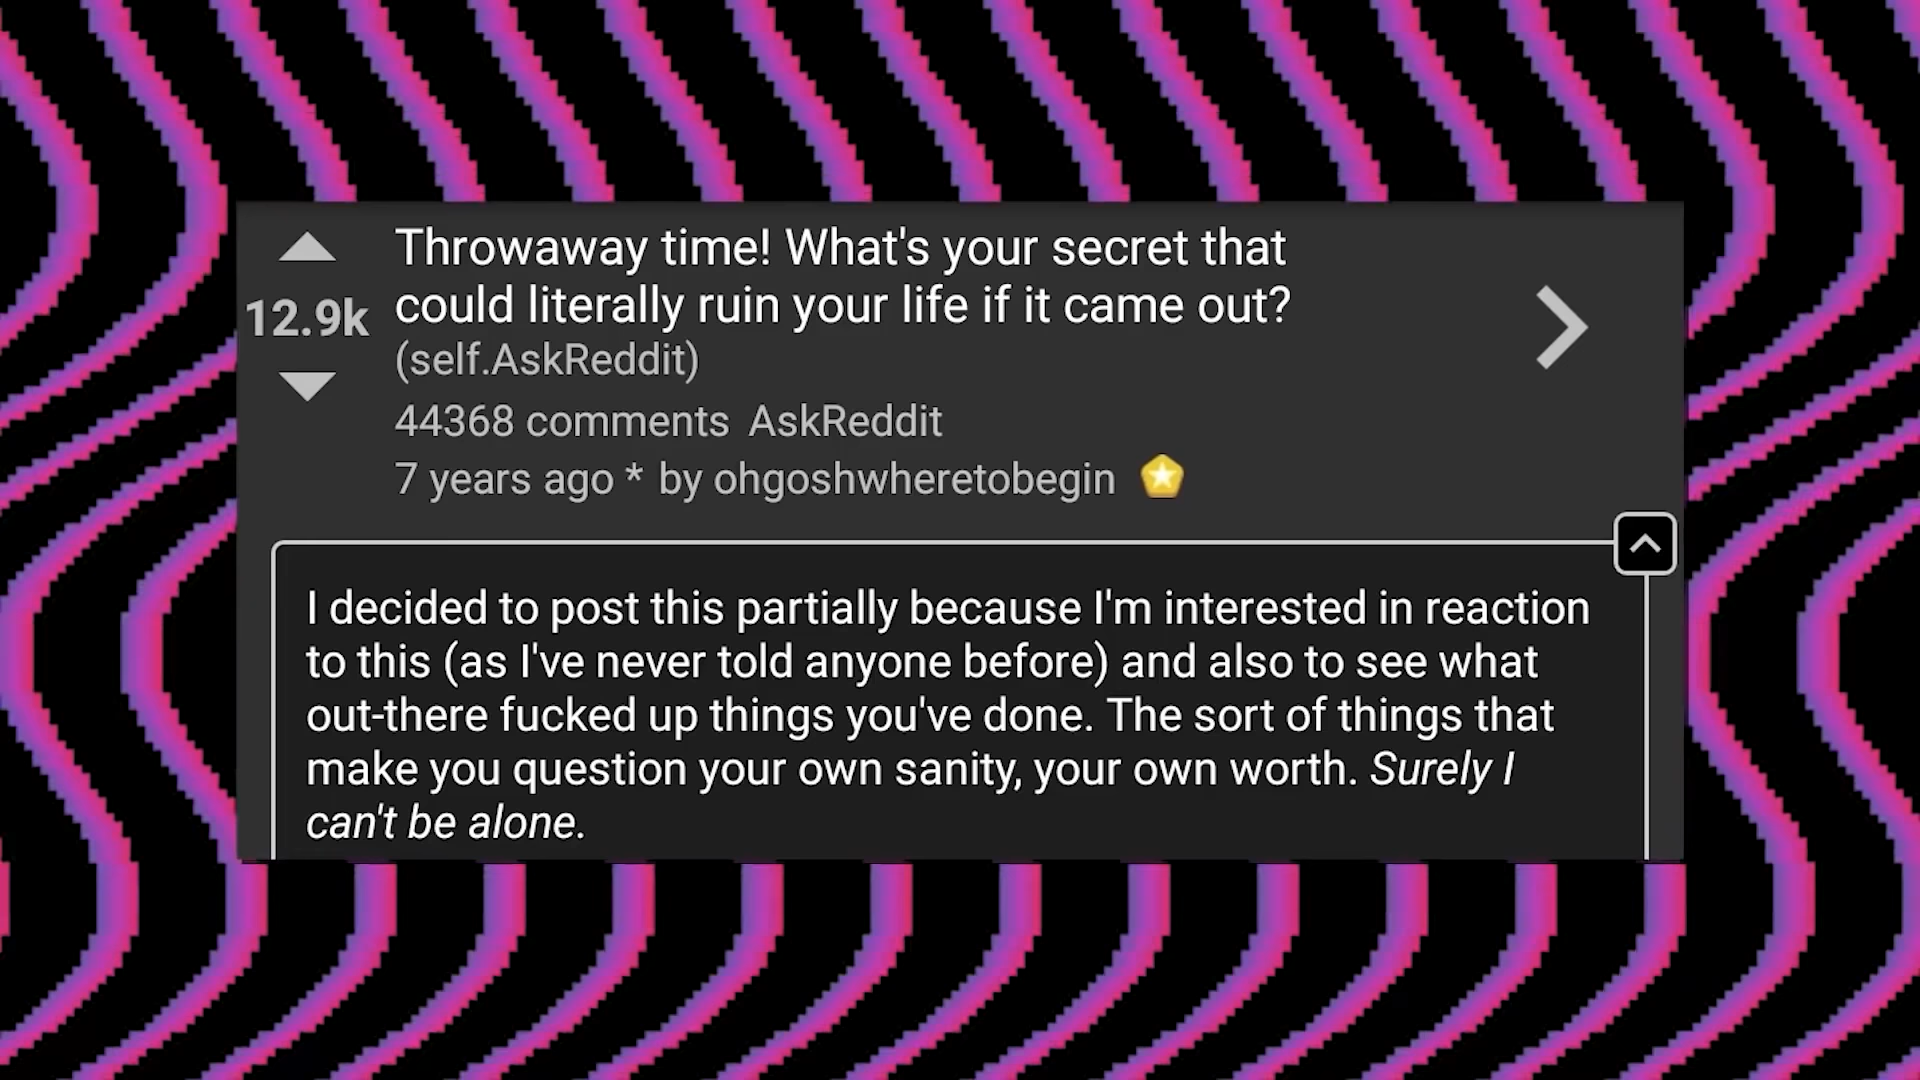 Throwaway time! What's your secret that
could literally ruin your life if it came out?
(self.AskReddit)
12.9k
44368 comments AskReddit
7 years ago * by ohgoshwheretobegin
I decided to post this partially because I'm interested in reaction
to this (as I've never told anyone before) and also to see what
out-there fucked up things you've done. The sort of things that
make you question your own sanity, your own worth. Surely I
can't be alone.